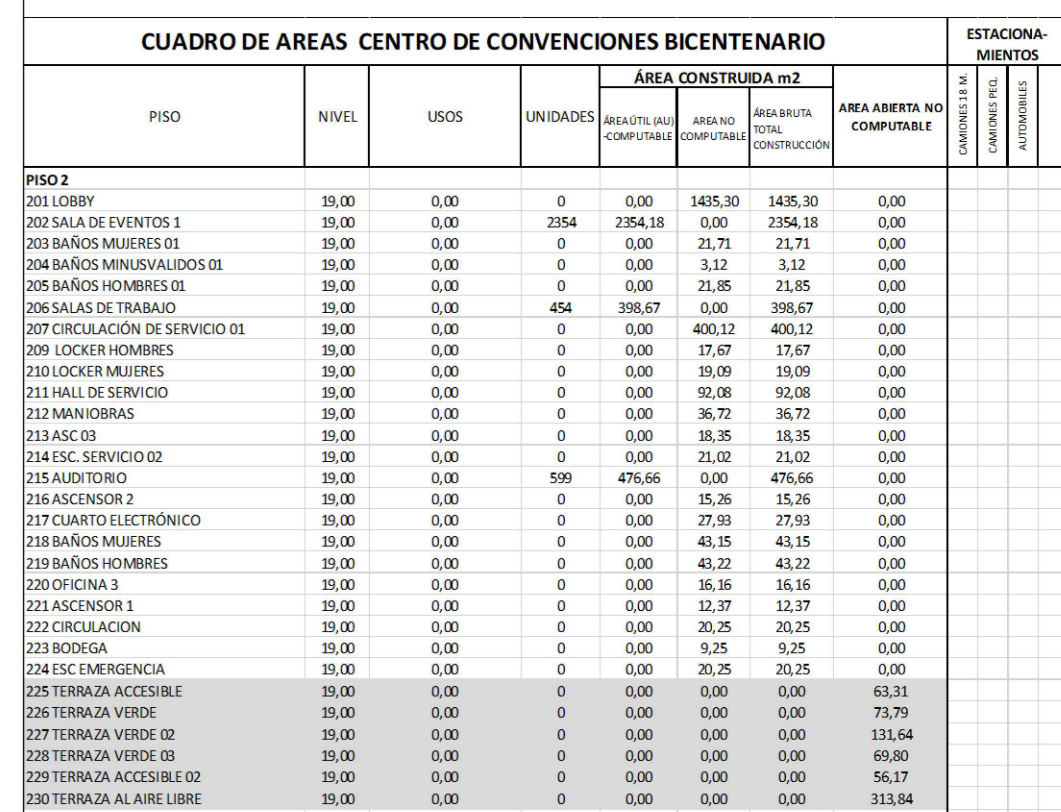 CUADRO DE AREAS CENTRO DE CONVENCIONES BICENTENARIO ESTACIONA-
MIENTOS
PISO NIVEL USOS UNIDADES ÁREA CONSTRUIDA m2 AREA ABIERTA NO COMPUTABLE CAMIONES 18 M. CAMIONES PEQ. AUTOMOBILES
ÁREA ÚTIL (AU) -COMPUTABLE AREA NO COMPUTABLE ÁREA BRUTA TOTAL CONSTRUCCIÓN
PISO 2
201 LOBBY 19,00 0,00 0 0,00 1435,30 1435,30 0,00
202 SALA DE EVENTOS 1 19,00 0,00 2354 2354,18 0,00 2354,18 0,00
203 BAÑOS MUJERES 01 19,00 0,00 0 0,00 21,71 21,71 0,00
204 BAÑOS MINUSVALIDOS 01 19,00 0,00 0 0,00 3,12 3,12 0,00
205 BAÑOS HOMBRES 01 19,00 0,00 0 0,00 21,85 21,85 0,00
206 SALAS DE TRABAJO 19,00 0,00 454 398,67 0,00 398,67 0,00
207 CIRCULACIÓN DE SERVICIO 01 19,00 0,00 0 0,00 400,12 400,12 0,00
209 LOCKER HOMBRES 19,00 0,00 0 0,00 17,67 17,67 0,00
210 LOCKER MUJERES 19,00 0,00 0 0,00 19,09 19,09 0,00
211 HALL DE SERVICIO 19,00 0,00 0 0,00 92,08 92,08 0,00
212 MANIOBRAS 19,00 0,00 0 0,00 36,72 36,72 0,00
213 ASC 03 19,00 0,00 0 0,00 18,35 18,35 0,00
214 ESC. SERVICIO 02 19,00 0,00 0 0,00 21,02 21,02 0,00
215 AUDITORIO 19,00 0,00 599 476,66 0,00 476,66 0,00
216 ASCENSOR 2 19,00 0,00 0 0,00 15,26 15,26 0,00
217 CUARTO ELECTRÓNICO 19,00 0,00 0 0,00 27,93 27,93 0,00
218 BAÑOS MUJERES 19,00 0,00 0 0,00 43,15 43,15 0,00
219 BAÑOS HOMBRES 19,00 0,00 0 0,00 43,22 43,22 0,00
220 OFICINA 3 19,00 0,00 0 0,00 16,16 16,16 0,00
221 ASCENSOR 1 19,00 0,00 0 0,00 12,37 12,37 0,00
222 CIRCULACION 19,00 0,00 0 0,00 20,25 20,25 0,00
223 BODEGA 19,00 0,00 0 0,00 9,25 9,25 0,00
224 ESC EMERGENCIA 19,00 0,00 0 0,00 20,25 20,25 0,00
225 TERRAZA ACCESIBLE 19,00 0,00 0 0,00 0,00 0,00 63,31
226 TERRAZA VERDE 19,00 0,00 0 0,00 0,00 0,00 73,79
227 TERRAZA VERDE 02 19,00 0,00 0 0,00 0,00 0,00 131,64
228 TERRAZA VERDE 03 19,00 0,00 0 0,00 0,00 0,00 69,80
229 TERRAZA ACCESIBLE 02 19,00 0,00 0 0,00 0,00 0,00 56,17
230 TERRAZA AL AIRE LIBRE 19,00 0,00 0 0,00 0,00 0,00 313,84